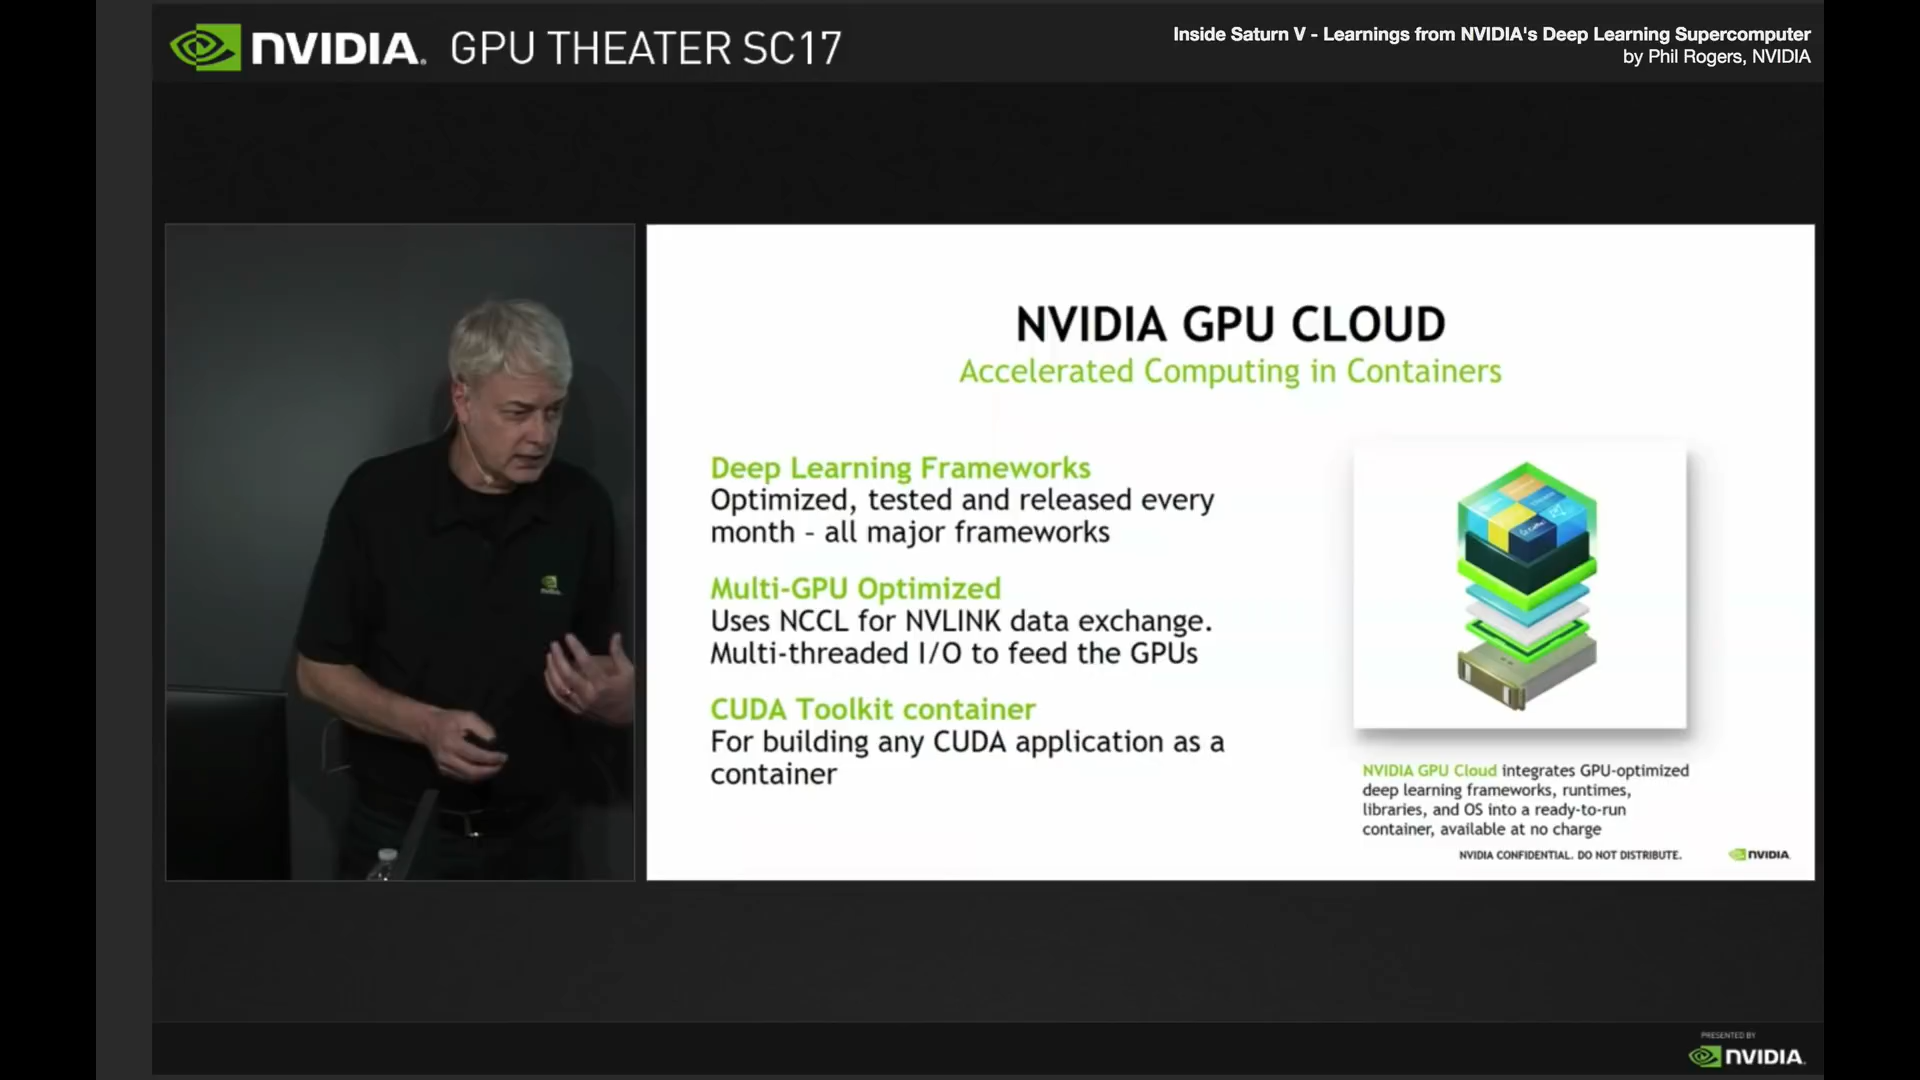 NVIDIA. GPU THEATER SC17
Inside Saturn V - Learnings from NVIDIA's Deep Learning Supercomputer
by Phil Rogers, NVIDIA
NVIDIA GPU CLOUD
Accelerated Computing in Containers
Deep Learning Frameworks
Optimized, tested and released every
month – all major frameworks
Multi-GPU Optimized
Uses NCCL for NVLINK data exchange.
Multi-threaded I/O to feed the GPUs
CUDA Toolkit container
For building any CUDA application as a
container
NVIDIA GPU Cloud integrates GPU-optimized
deep learning frameworks, runtimes,
libraries, and OS into a ready-to-run
container, available at no charge
NVIDIA CONFIDENTIAL. DO NOT DISTRIBUTE.
NVIDIA.
PRESENTED BY
NVIDIA.